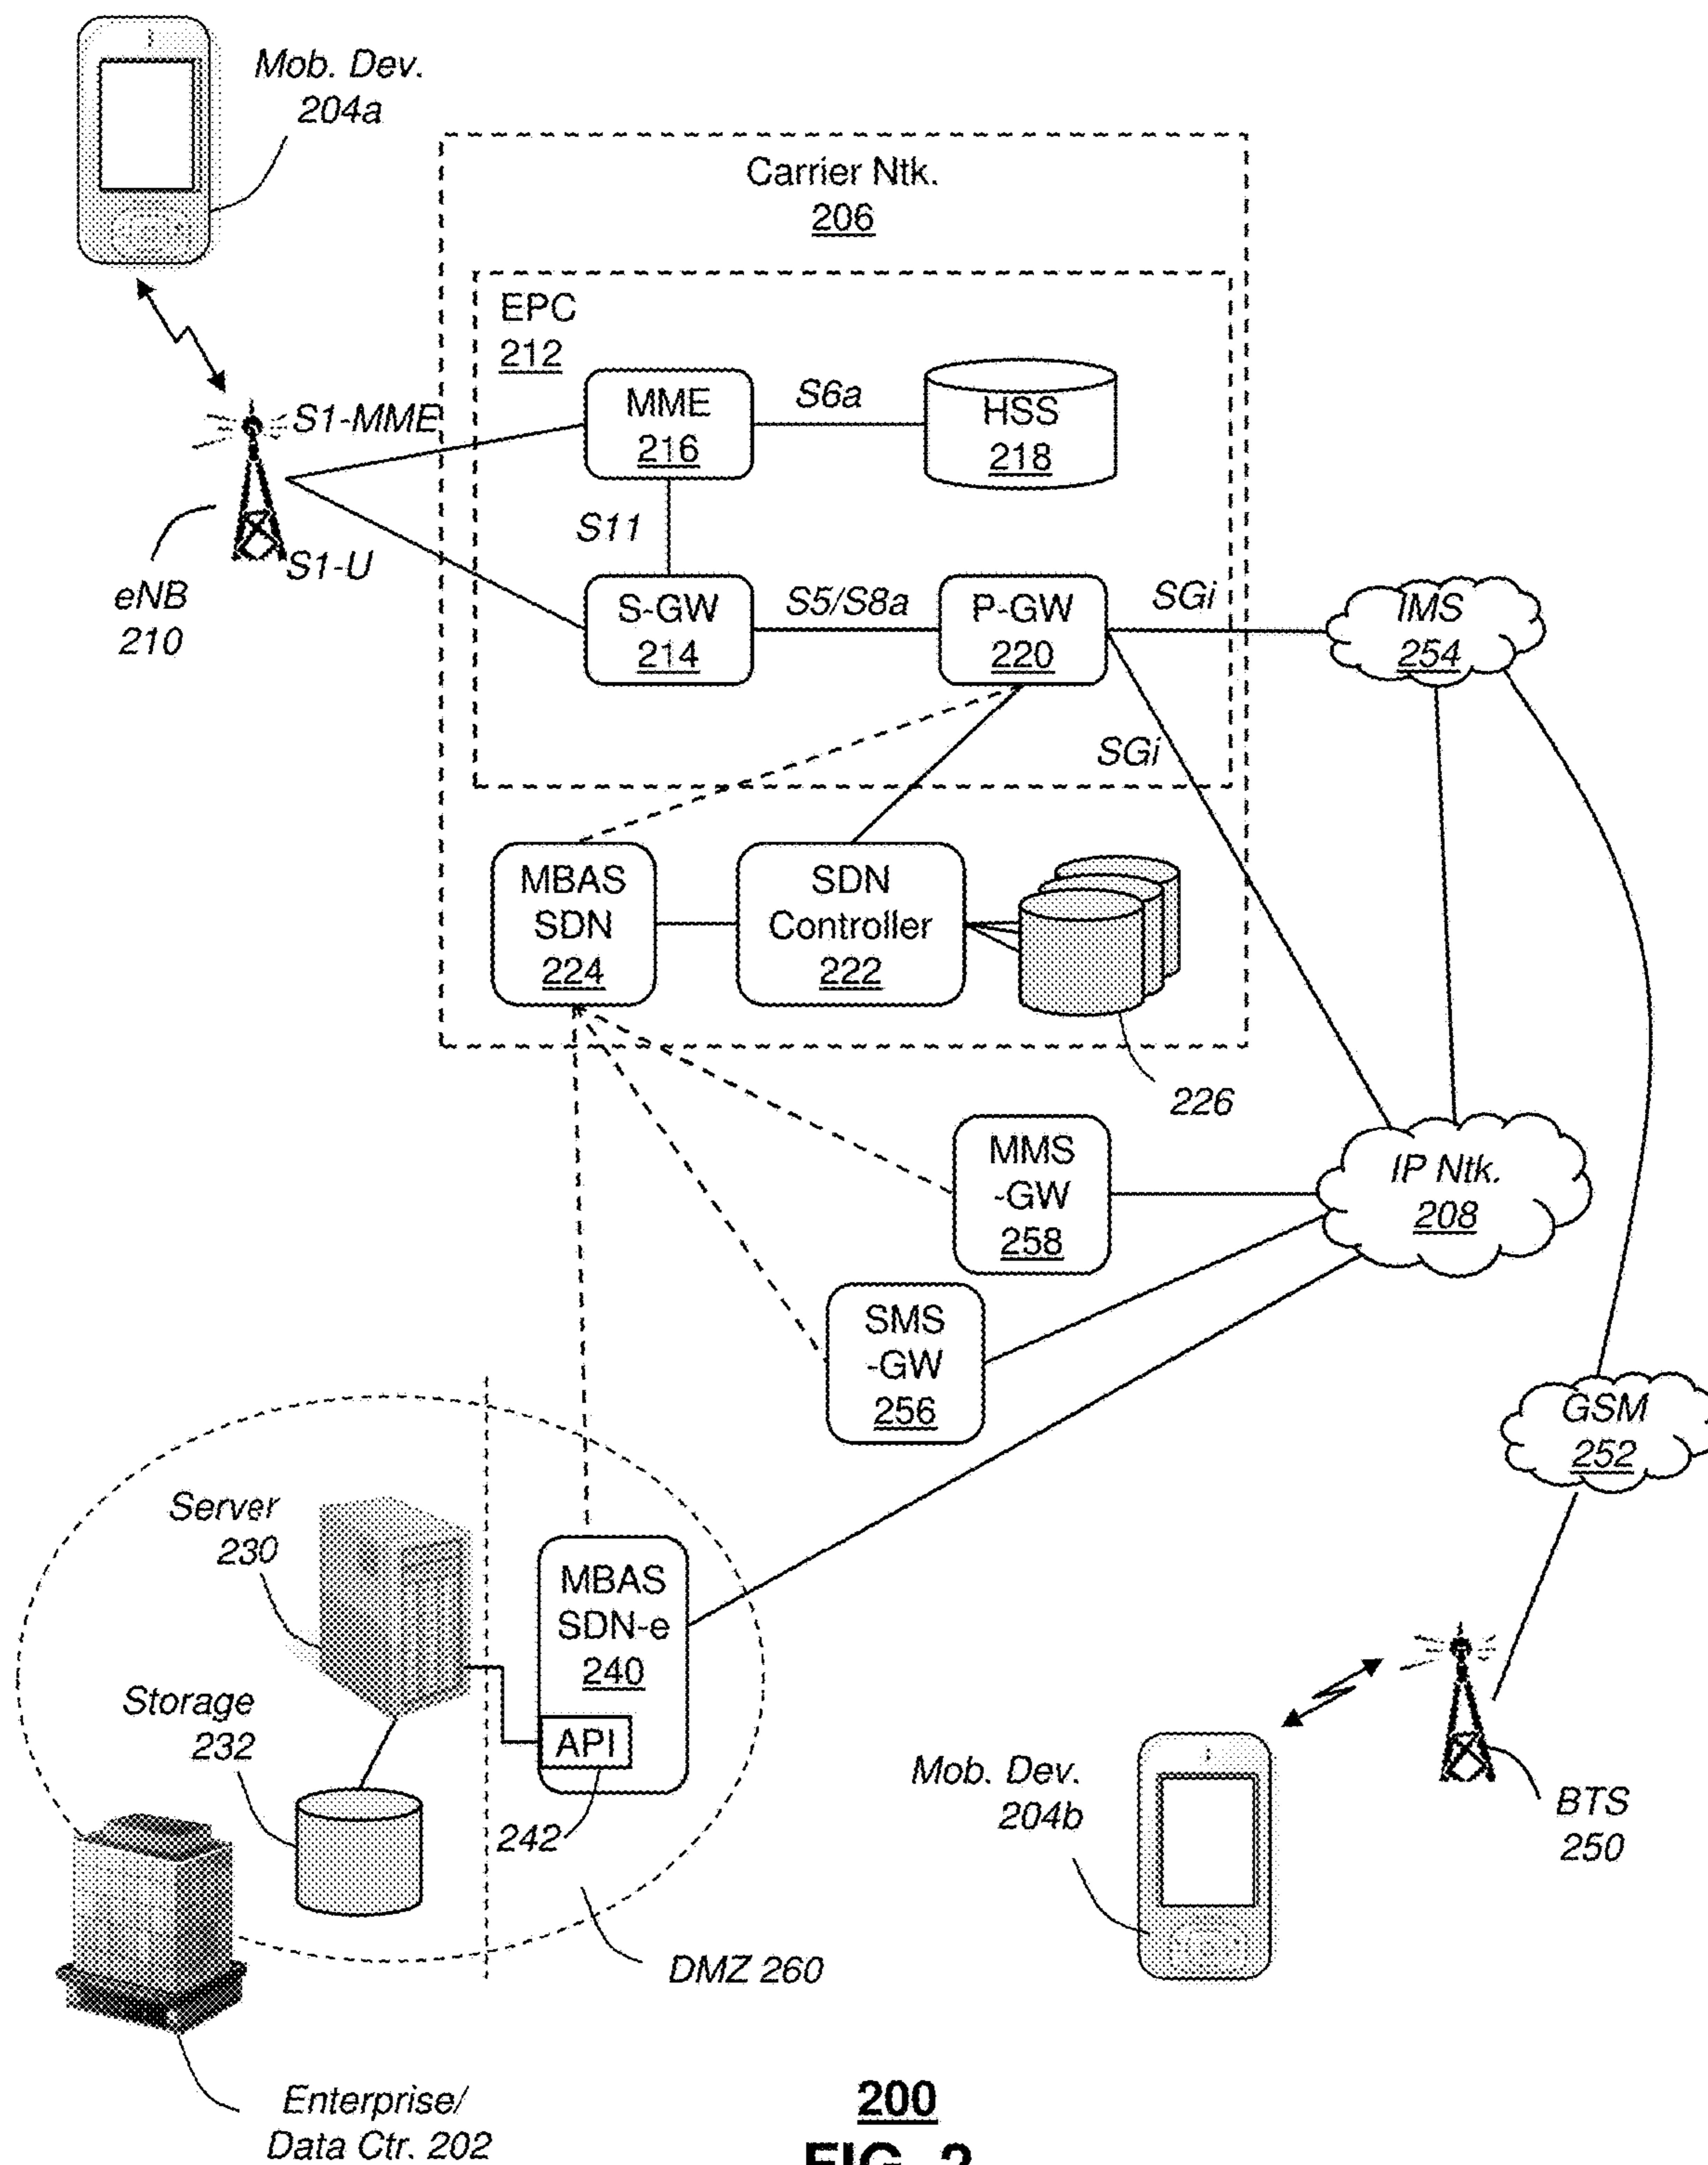 Mob. Dev.
204a
Carrier Ntk.
206
EPC
212
MME
216
S6a
HSS
218
S1-MME
S11
S1-U
eNB
210
S-GW
214
S5/S8a
P-GW
220
SGi
IMS
254
SGi
MBAS
SDN
224
SDN
Controller
222
226
MMS
-GW
258
IP Ntk.
208
SMS
-GW
256
GSM
252
Server
230
MBAS
SDN-e
240
Storage
232
API
242
Mob. Dev.
204b
BTS
250
DMZ 260
Enterprise/
Data Ctr. 202
200
FIG. 2